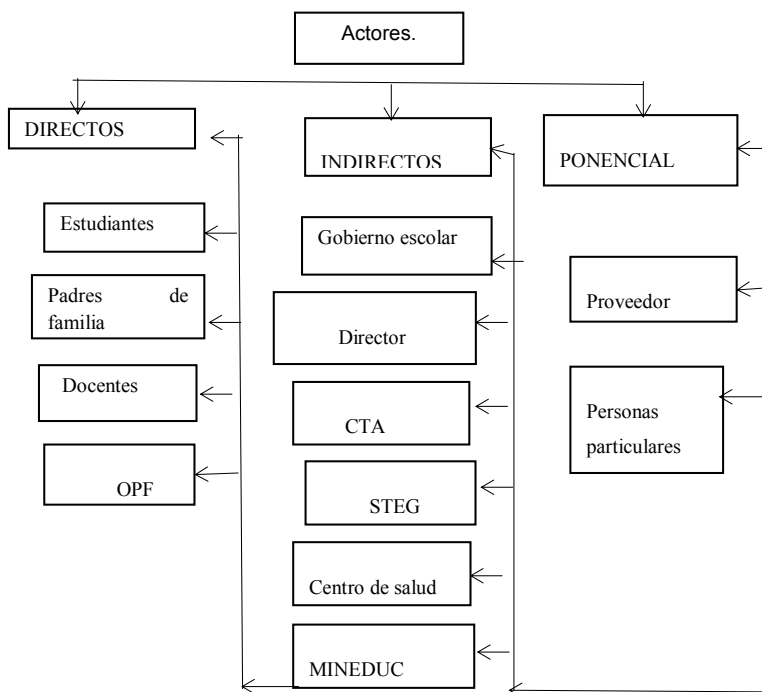 Actores.
DIRECTOS
INDIRECTOS
PONENCIAL
Estudiantes
Padres de
familia
Docentes
OPF
Gobierno escolar
Director
CTA
STEG
Centro de salud
MINEDUC
Proveedor
Personas
particulares